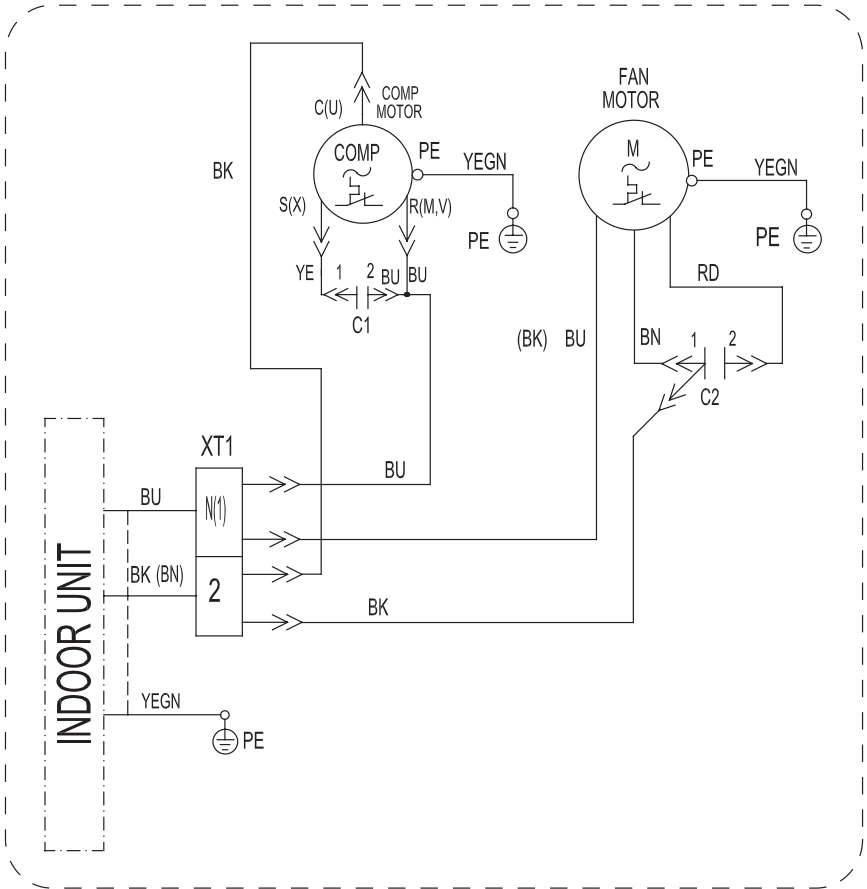 C(U)
COMP
MOTOR
FAN
MOTOR
BK
COMP
PE
YEGN
M
PE
YEGN
S(X)
R(M,V)
PE
PE
YE
1
2
BU
BU
RD
C1
(BK)
BU
BN
1
2
C2
XT1
BU
BU
N(1)
BK (BN)
2
BK
INDOOR UNIT
YEGN
PE